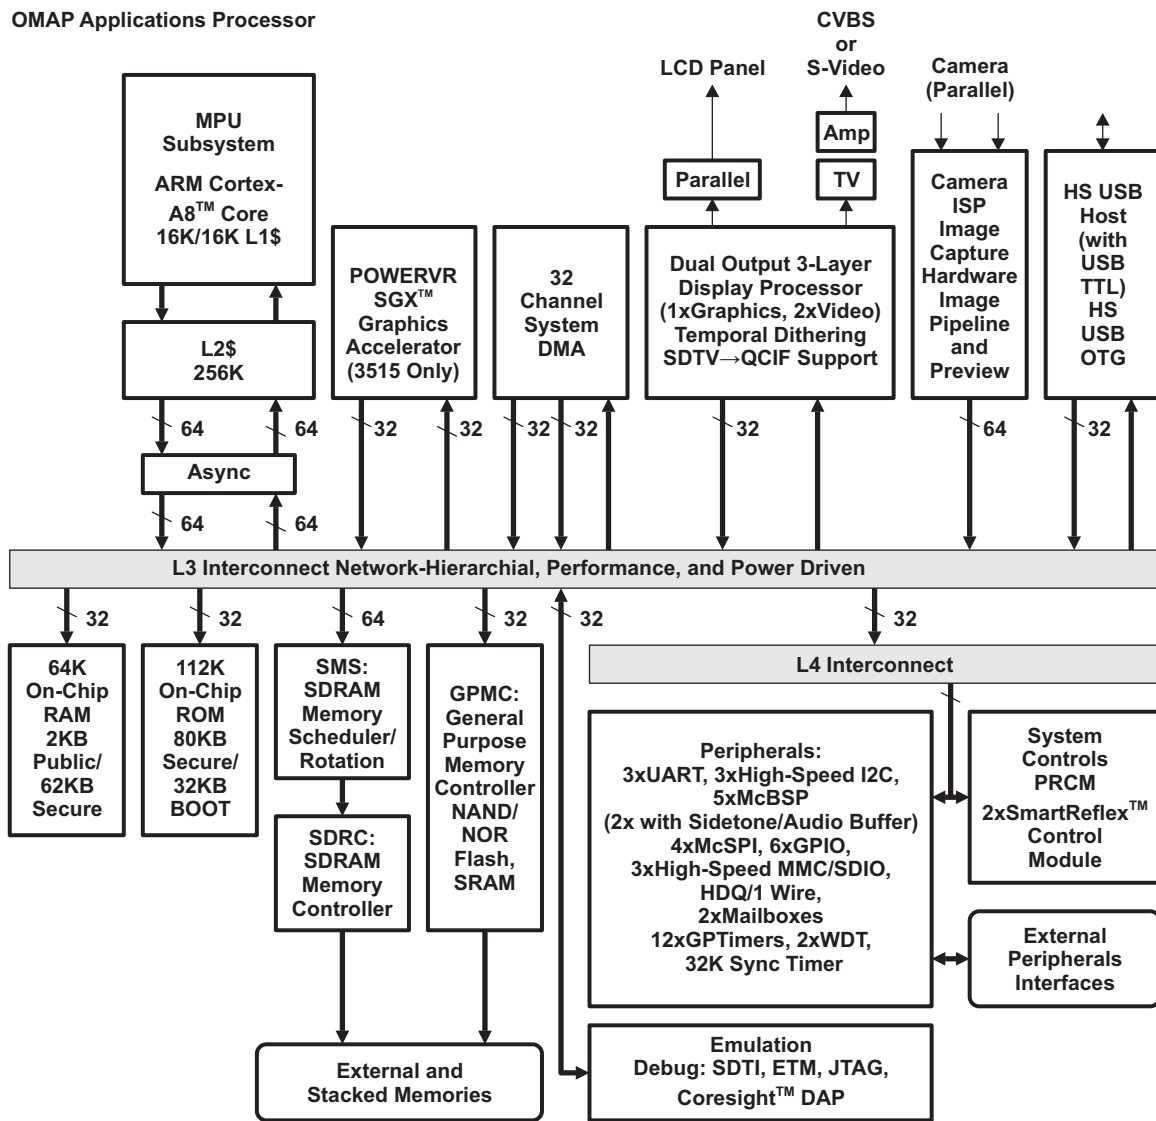 OMAP Applications Processor
CVBS
or
S-Video
LCD Panel
Camera
(Parallel)
MPU
Subsystem
ARM Cortex-
A8™ Core
16K/16K L1$
Amp
Parallel
TV
L2$
256K
POWERVR
SGX™
Graphics
Accelerator
(3515 Only)
32
Channel
System
DMA
Dual Output 3-Layer
Display Processor
(1xGraphics, 2xVideo)
Temporal Dithering
SDTV→QCIF Support
Camera
ISP
Image
Capture
Hardware
Image
Pipeline
and
Preview
HS USB
Host
(with
USB
TTL)
HS
USB
OTG
64
64
32
32
32
32
32
64
32
Async
64
64
L3 Interconnect Network-Hierarchial, Performance, and Power Driven
32
32
64
32
32
32
64K
On-Chip
RAM
2KB
Public/
62KB
Secure
112K
On-Chip
ROM
80KB
Secure/
32KB
BOOT
SMS:
SDRAM
Memory
Scheduler/
Rotation
SDRC:
SDRAM
Memory
Controller
GPMC:
General
Purpose
Memory
Controller
NAND/
NOR
Flash,
SRAM
L4 Interconnect
Peripherals:
3xUART, 3xHigh-Speed I2C,
5xMcBSP
(2x with Sidetone/Audio Buffer)
4xMcSPI, 6xGPIO,
3xHigh-Speed MMC/SDIO,
HDQ/1 Wire,
2xMailboxes
12xGPTimers, 2xWDT,
32K Sync Timer
System
Controls
PRCM
2xSmartReflex™
Control
Module
External
Peripherals
Interfaces
External and
Stacked Memories
Emulation
Debug: SDTI, ETM, JTAG,
Coresight™ DAP